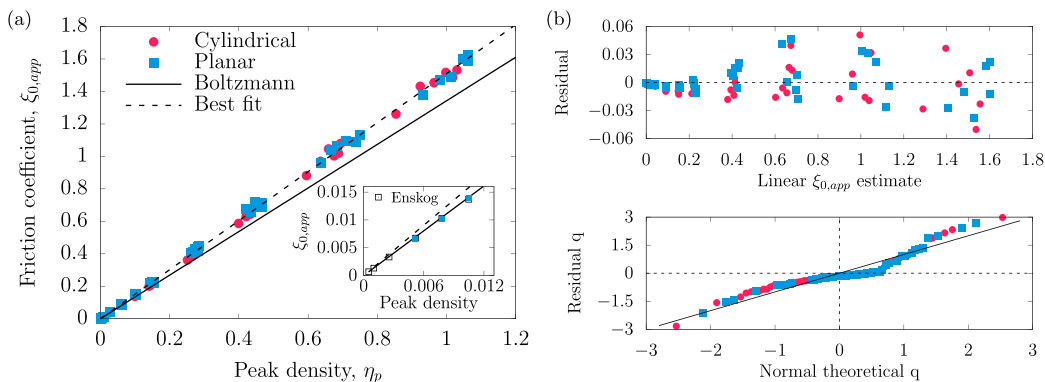 (a)
1.8
1.6
1.4
1.2
1
0.8
0.6
0.4
0.2
0
Friction coefficient, ξ0,app
Cylindrical
Planar
Boltzmann
Best fit
0.015
0.01
0.005
0
ξ0,app
Enskog
0 0.006 0.012
Peak density
0 0.2 0.4 0.6 0.8 1 1.2
Peak density, ηp
(b)
0.06
0.03
0
−0.03
−0.06
Residual
0 0.2 0.4 0.6 0.8 1 1.2 1.4 1.6 1.8
Linear ξ0,app estimate
3
1.5
0
−1.5
−3
Residual q
−3 −2 −1 0 1 2 3
Normal theoretical q